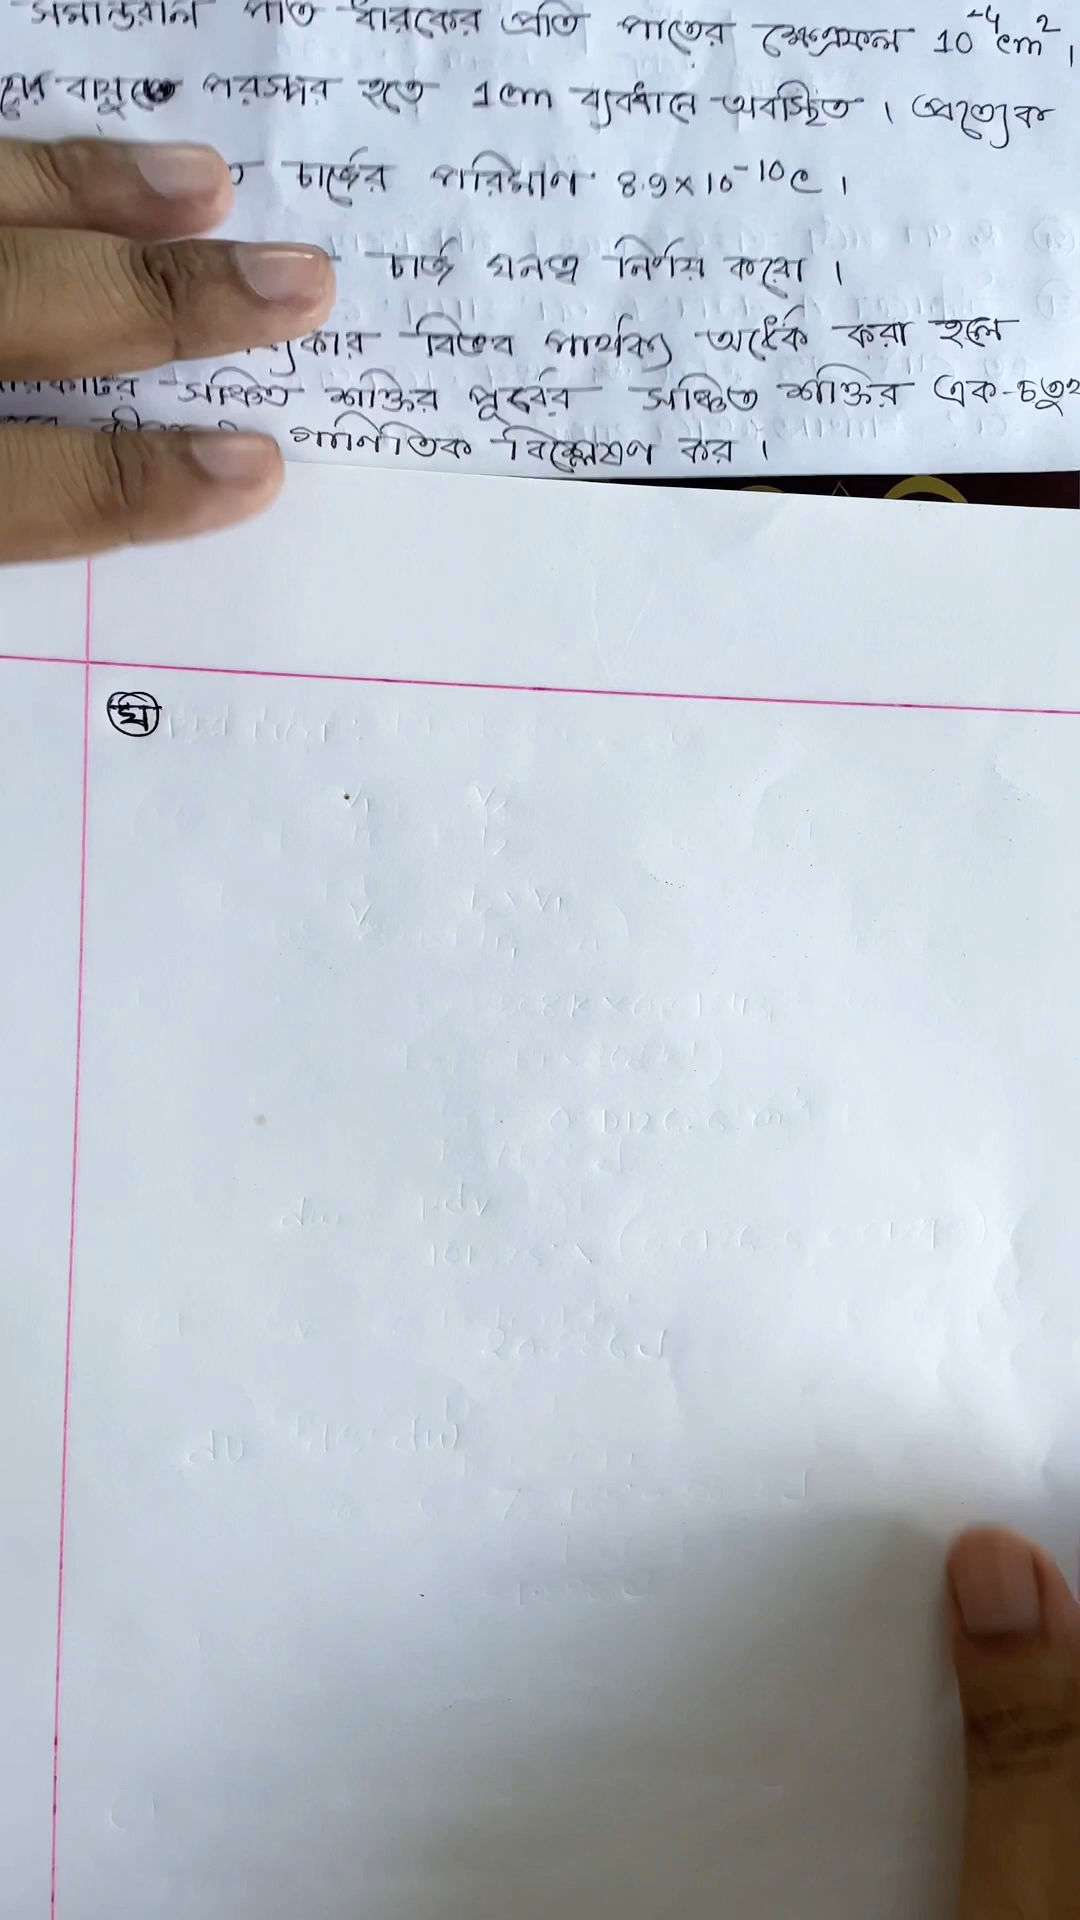 সমান্তরাল পাত ধারকের প্রতি পাতের ক্ষেত্রফল 10⁻⁴cm²।
বায়ুতে পরস্পর হতে 1cm ব্যবধানে অবস্থিত। প্রত্যেক
চার্জের পরিমাণ 8.9×10⁻¹⁰C।
চার্জ ঘনত্ব নির্ণয় করো।
বিভব পার্থক্য অর্ধেক করা হলে
সঞ্চিত শক্তির পূর্বের সঞ্চিত শক্তির এক-চতু
গাণিতিক বিশ্লেষণ কর।
ঘ